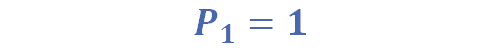 P₁ = 1